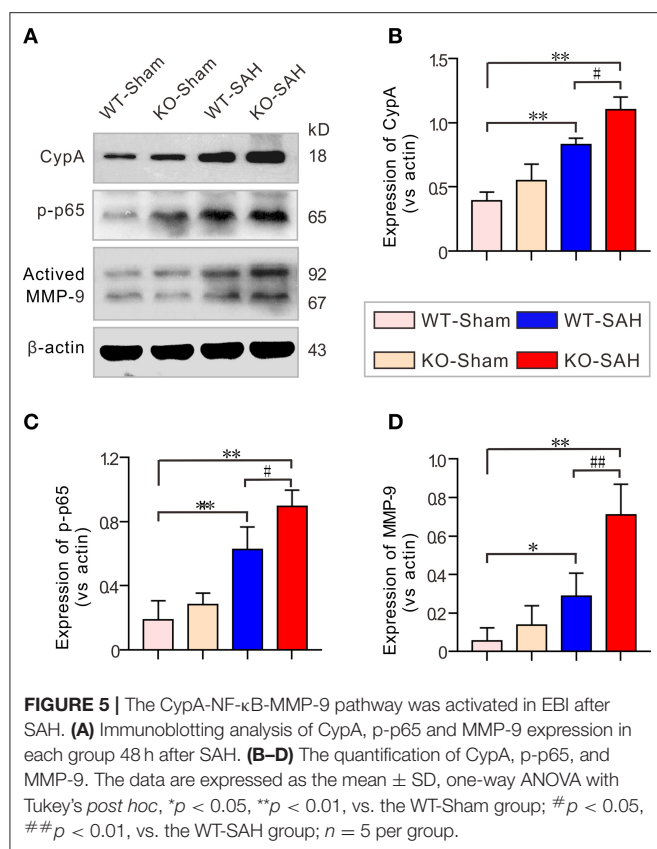 A
WT-Sham KO-Sham WT-SAH KO-SAH
kD
CypA 18
p-p65 65
Actived 92
MMP-9 67
β-actin 43
B
Expression of CypA
(vs actin)
1.5
1.0
0.5
0
**
#
**
WT-Sham WT-SAH
KO-Sham KO-SAH
C
Expression of p-p65
(vs actin)
1.2
0.8
0.4
0
**
#
**
D
Expression of MMP-9
(vs actin)
1.0
0.8
0.6
0.4
0.2
0
**
##
*
FIGURE 5 | The CypA-NF-κB-MMP-9 pathway was activated in EBI after
SAH. (A) Immunoblotting analysis of CypA, p-p65 and MMP-9 expression in
each group 48 h after SAH. (B–D) The quantification of CypA, p-p65, and
MMP-9. The data are expressed as the mean ± SD, one-way ANOVA with
Tukey's post hoc, *p < 0.05, **p < 0.01, vs. the WT-Sham group; #p < 0.05,
##p < 0.01, vs. the WT-SAH group; n = 5 per group.